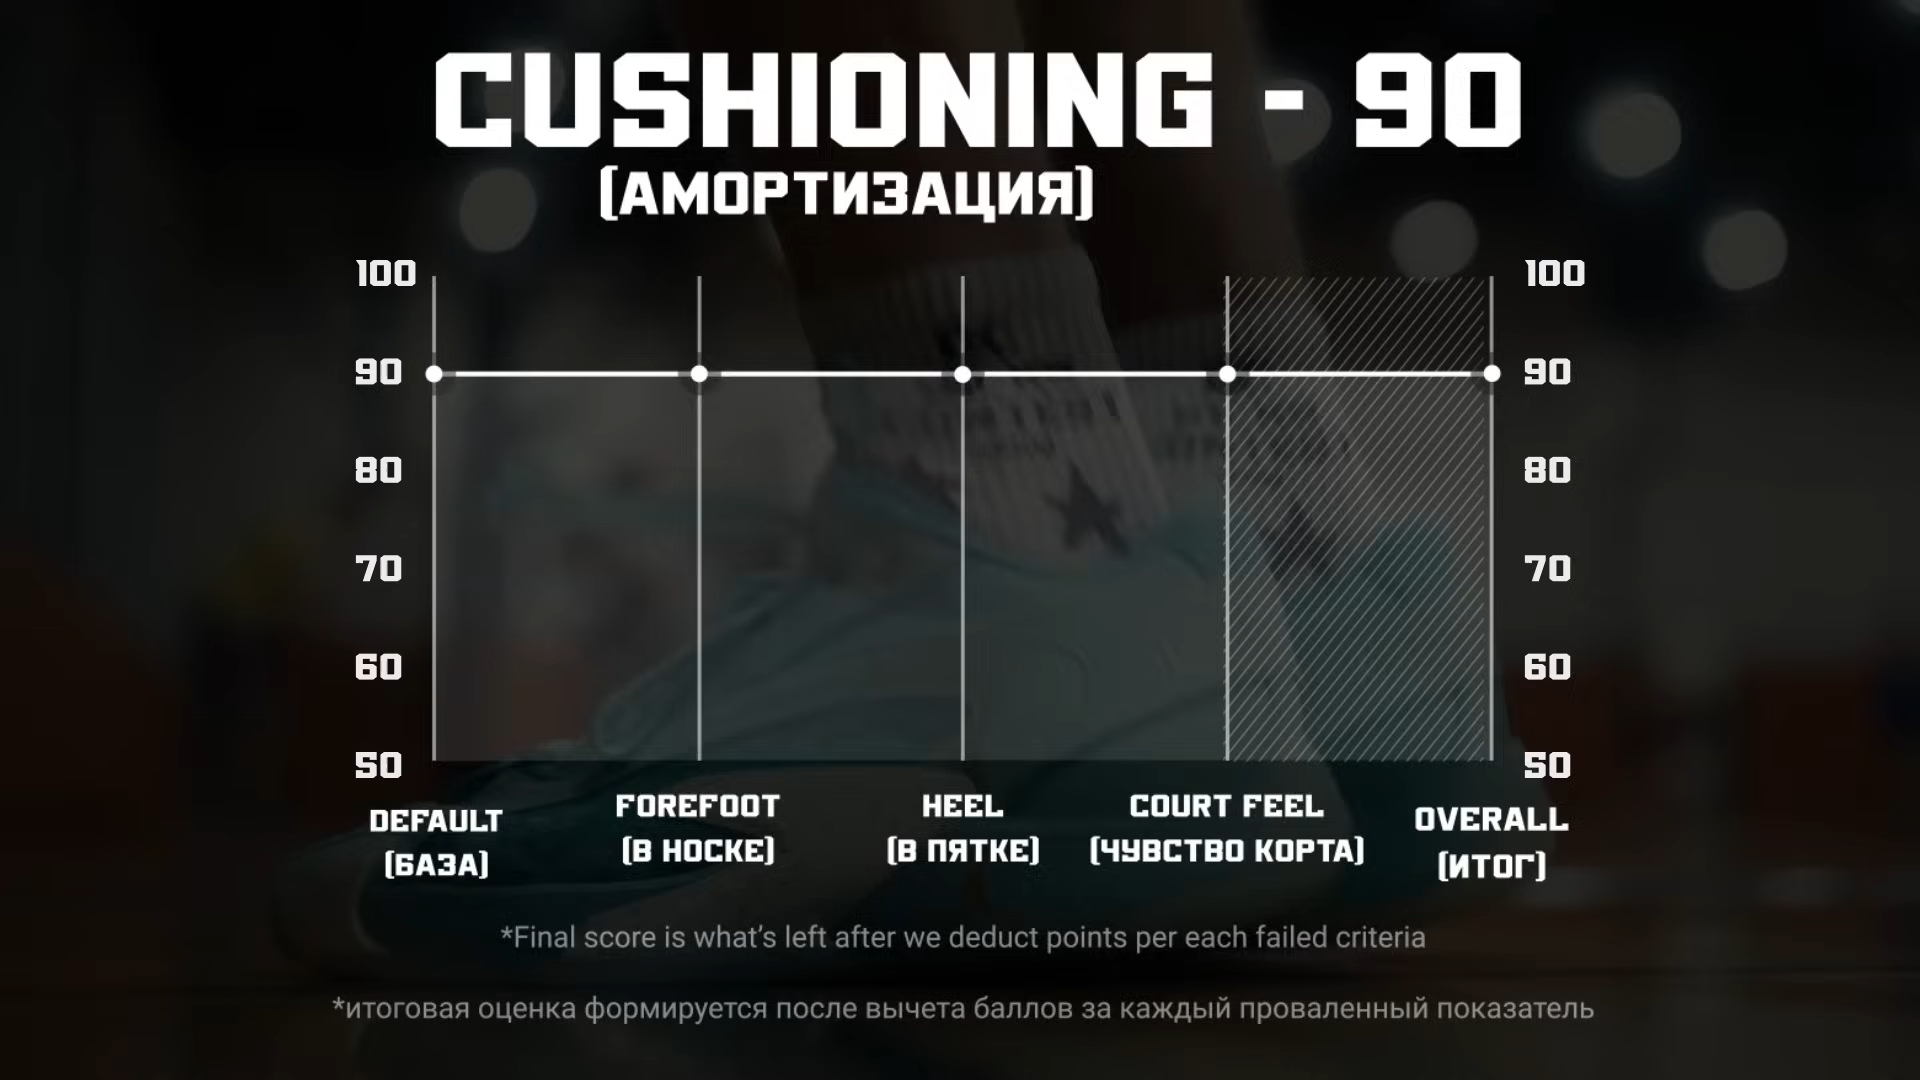 CUSHIONING - 90
(АМОРТИЗАЦИЯ)
100 100
90 90
80 80
70 70
60 60
50 50
DEFAULT FOREFOOT HEEL COURT FEEL OVERALL
(БАЗА) (В НОСКЕ) (В ПЯТКЕ) (ЧУВСТВО КОРТА) (ИТОГ)
*Final score is what’s left after we deduct points per each failed criteria
*итоговая оценка формируется после вычета баллов за каждый проваленный показатель